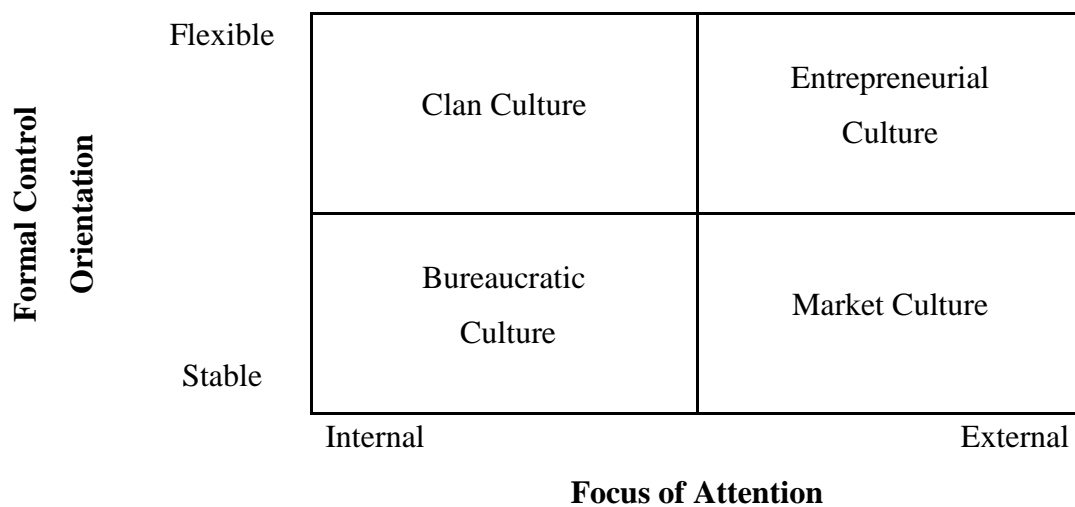 Flexible
Clan Culture
Entrepreneurial
Culture
Formal Control
Orientation
Bureaucratic
Culture
Market Culture
Stable
Internal
External
Focus of Attention